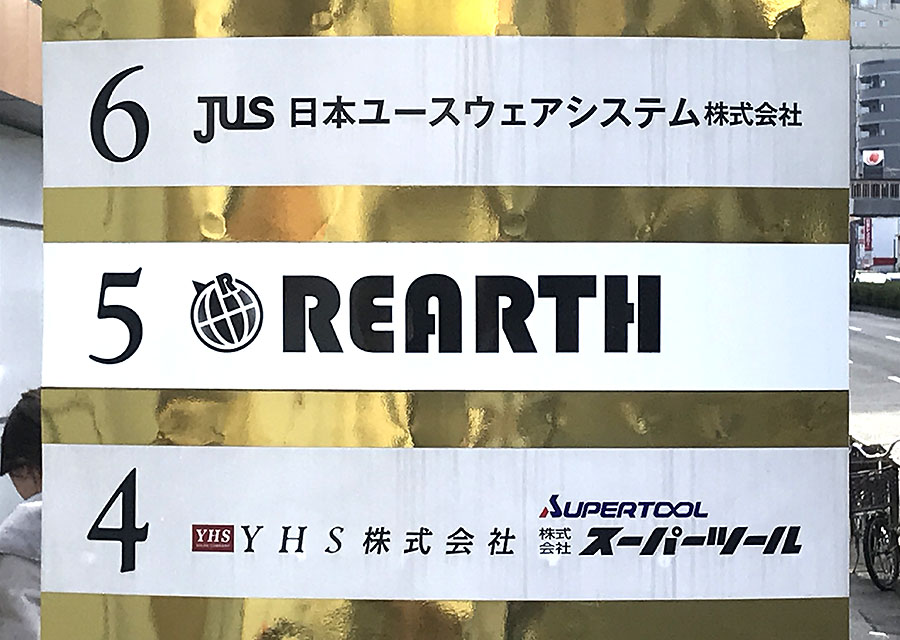 6 JUS 日本ユースウェアシステム株式会社
5 R REARTH
4 YHS YHS株式会社
SUPERTOOL
株式会社 スーパーツール